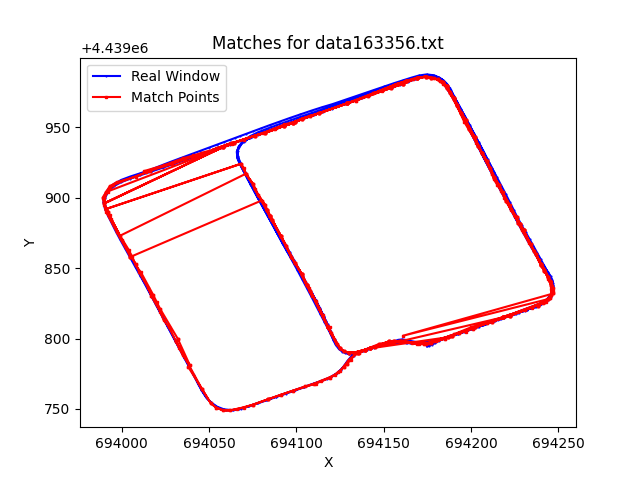 Matches for data163356.txt
+4.439e6
Real Window
Match Points
950
900
850
800
750
Y
694000 694050 694100 694150 694200 694250
X